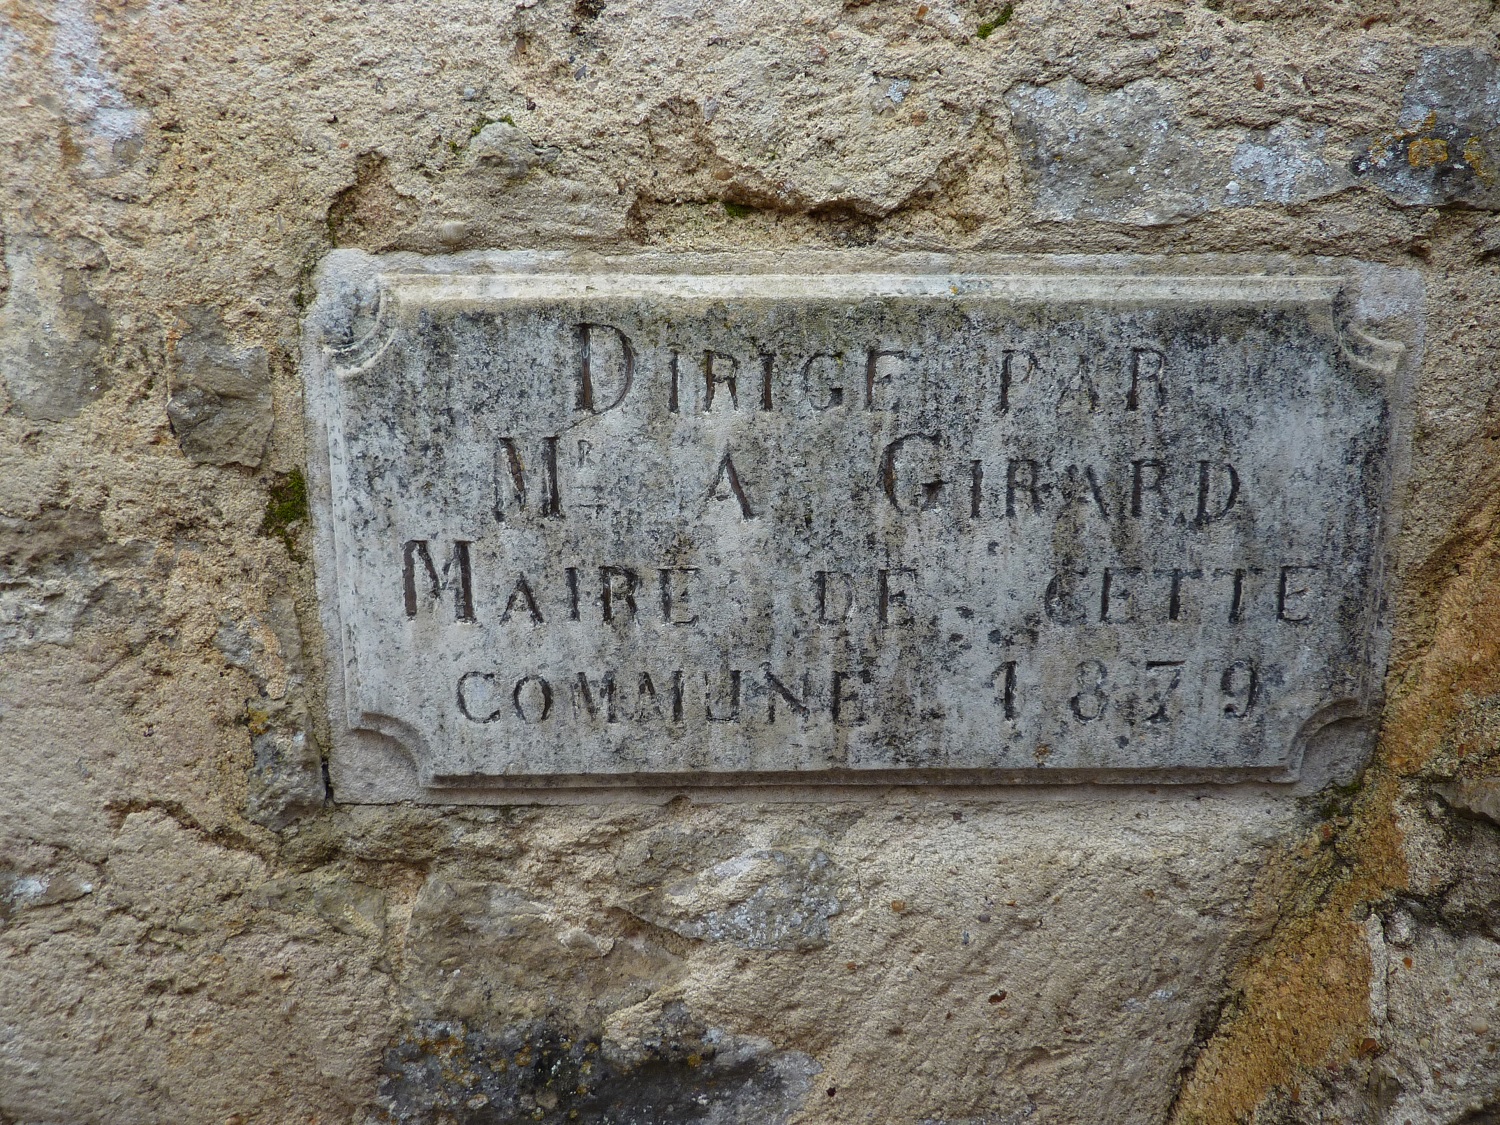 DIRIGE PAR
MR A GIRARD
MAIRE DE CETTE
COMMUNE 1879